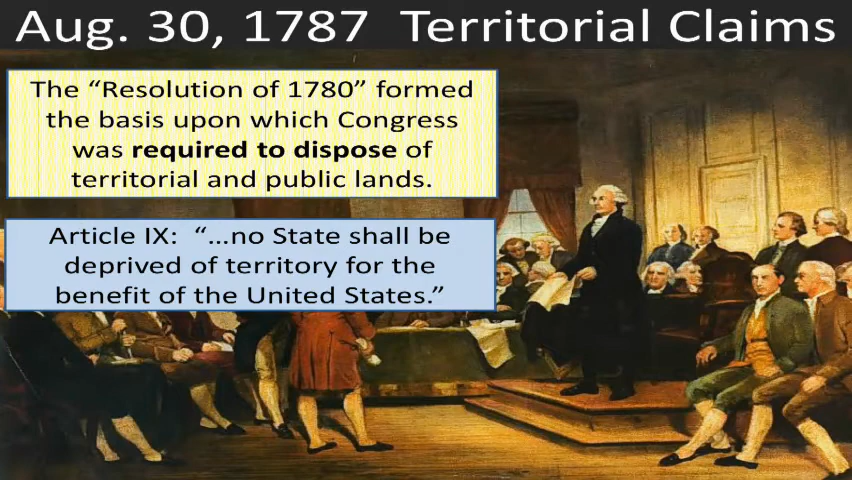 Aug. 30, 1787  Territorial Claims
The “Resolution of 1780” formed
the basis upon which Congress
was required to dispose of
territorial and public lands.
Article IX:  “...no State shall be
deprived of territory for the
benefit of the United States.”